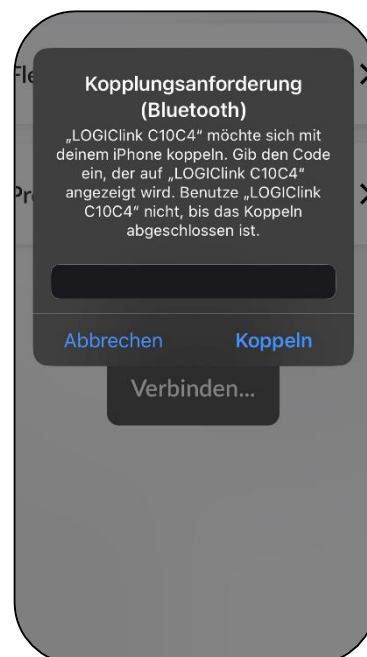 Kopplungsanforderung
(Bluetooth)
„LOGIClink C10C4“ möchte sich mit
deinem iPhone koppeln. Gib den Code
ein, der auf „LOGIClink C10C4“
angezeigt wird. Benutze „LOGIClink
C10C4“ nicht, bis das Koppeln
abgeschlossen ist.
Abbrechen Koppeln
Verbinden...